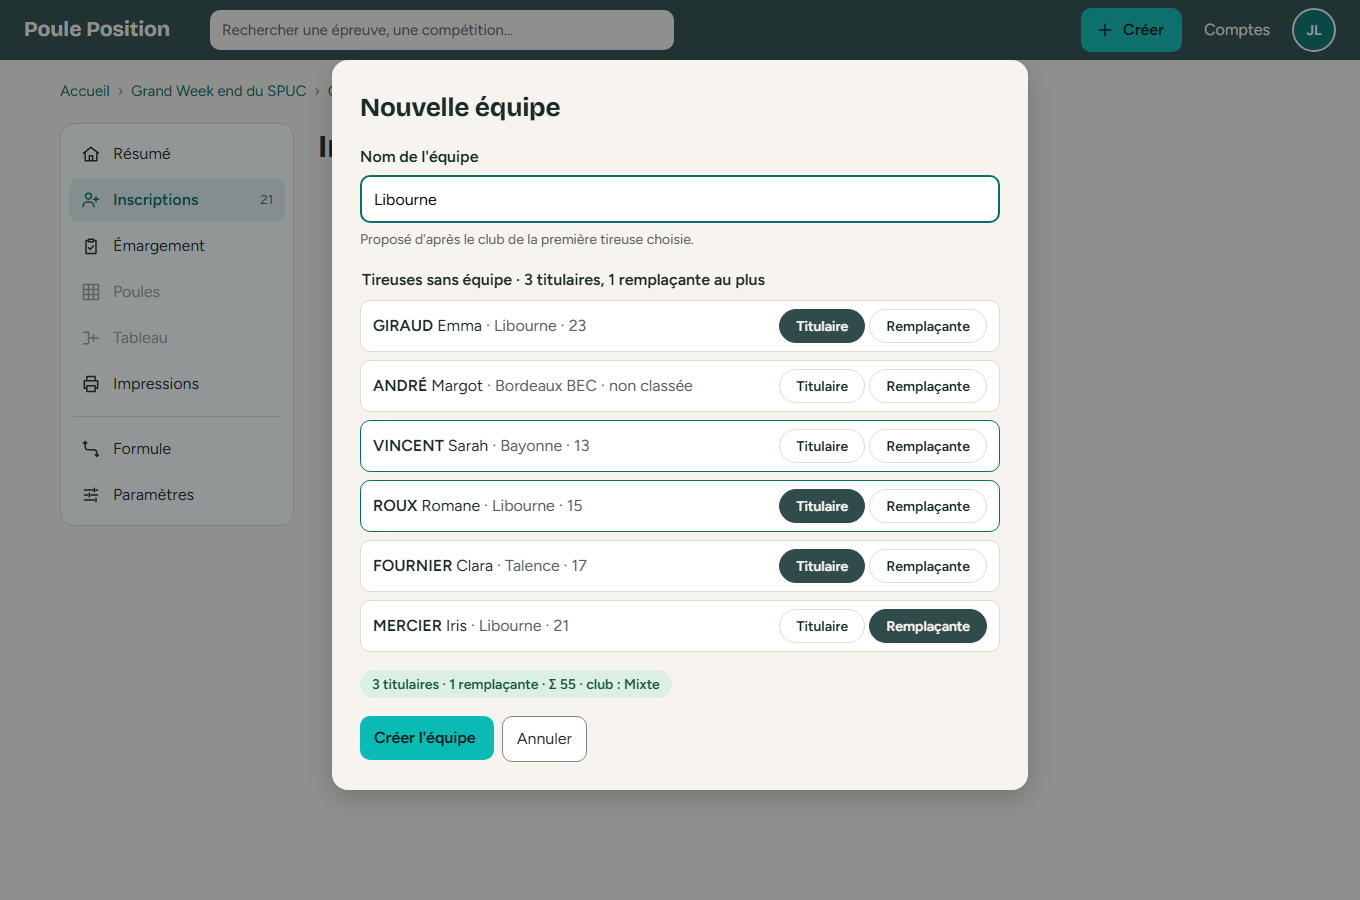 Poule Position
Rechercher une épreuve, une compétition...
Créer
Comptes
JL
Accueil › Grand Week end du SPUC ›
Résumé
Inscriptions 21
Émargement
Poules
Tableau
Impressions
Formule
Paramètres
Nouvelle équipe
Nom de l'équipe
Libourne
Proposé d'après le club de la première tireuse choisie.
Tireuses sans équipe · 3 titulaires, 1 remplaçante au plus
GIRAUD Emma · Libourne · 23 Titulaire Remplaçante
ANDRÉ Margot · Bordeaux BEC · non classée Titulaire Remplaçante
VINCENT Sarah · Bayonne · 13 Titulaire Remplaçante
ROUX Romane · Libourne · 15 Titulaire Remplaçante
FOURNIER Clara · Talence · 17 Titulaire Remplaçante
MERCIER Iris · Libourne · 21 Titulaire Remplaçante
3 titulaires · 1 remplaçante · Σ 55 · club : Mixte
Créer l'équipe
Annuler